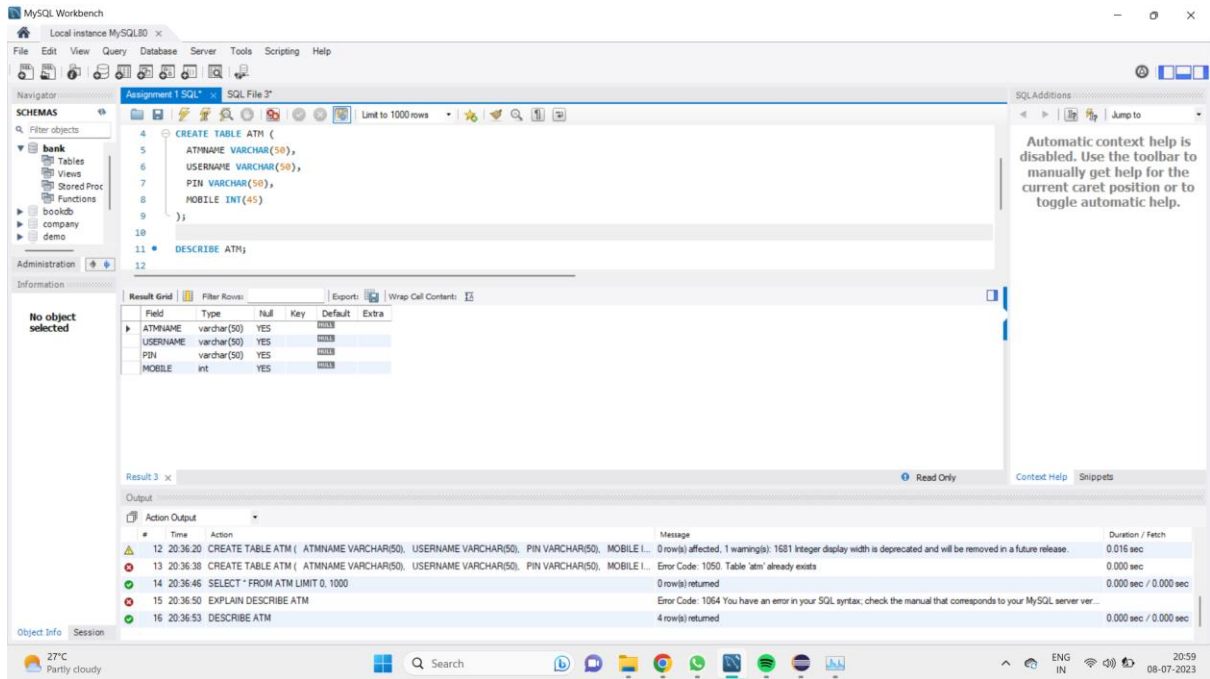 MySQL Workbench
Local instance MySQL80 ×
File Edit View Query Database Server Tools Scripting Help
Navigator
SCHEMAS
Filter objects
bank
Tables
Views
Stored Proc
Functions
bookdb
company
demo
Administration
Information
No object
selected
Object Info Session
Assignment 1 SQL* × SQL File 3*
Limit to 1000 rows
4 CREATE TABLE ATM (
5 ATMNAME VARCHAR(50),
6 USERNAME VARCHAR(50),
7 PIN VARCHAR(50),
8 MOBILE INT(45)
9 );
10
11 DESCRIBE ATM;
12
Result Grid Filter Rows: Export: Wrap Cell Content:
Field Type Null Key Default Extra
ATMNAME varchar(50) YES NULL
USERNAME varchar(50) YES NULL
PIN varchar(50) YES NULL
MOBILE int YES NULL
Result 3 × Read Only
SQLAdditions
Jump to
Automatic context help is
disabled. Use the toolbar to
manually get help for the
current caret position or to
toggle automatic help.
Context Help Snippets
Output
Action Output
# Time Action Message Duration / Fetch
12 20:36:20 CREATE TABLE ATM ( ATMNAME VARCHAR(50), USERNAME VARCHAR(50), PIN VARCHAR(50), MOBILE I... 0 row(s) affected, 1 warning(s): 1681 Integer display width is deprecated and will be removed in a future release. 0.016 sec
13 20:36:38 CREATE TABLE ATM ( ATMNAME VARCHAR(50), USERNAME VARCHAR(50), PIN VARCHAR(50), MOBILE I... Error Code: 1050. Table 'atm' already exists 0.000 sec
14 20:36:46 SELECT * FROM ATM LIMIT 0, 1000 0 row(s) returned 0.000 sec / 0.000 sec
15 20:36:50 EXPLAIN DESCRIBE ATM Error Code: 1064 You have an error in your SQL syntax; check the manual that corresponds to your MySQL server ver...
16 20:36:53 DESCRIBE ATM 4 row(s) returned 0.000 sec / 0.000 sec
27°C
Partly cloudy
Search
ENG
IN
20:59
08-07-2023